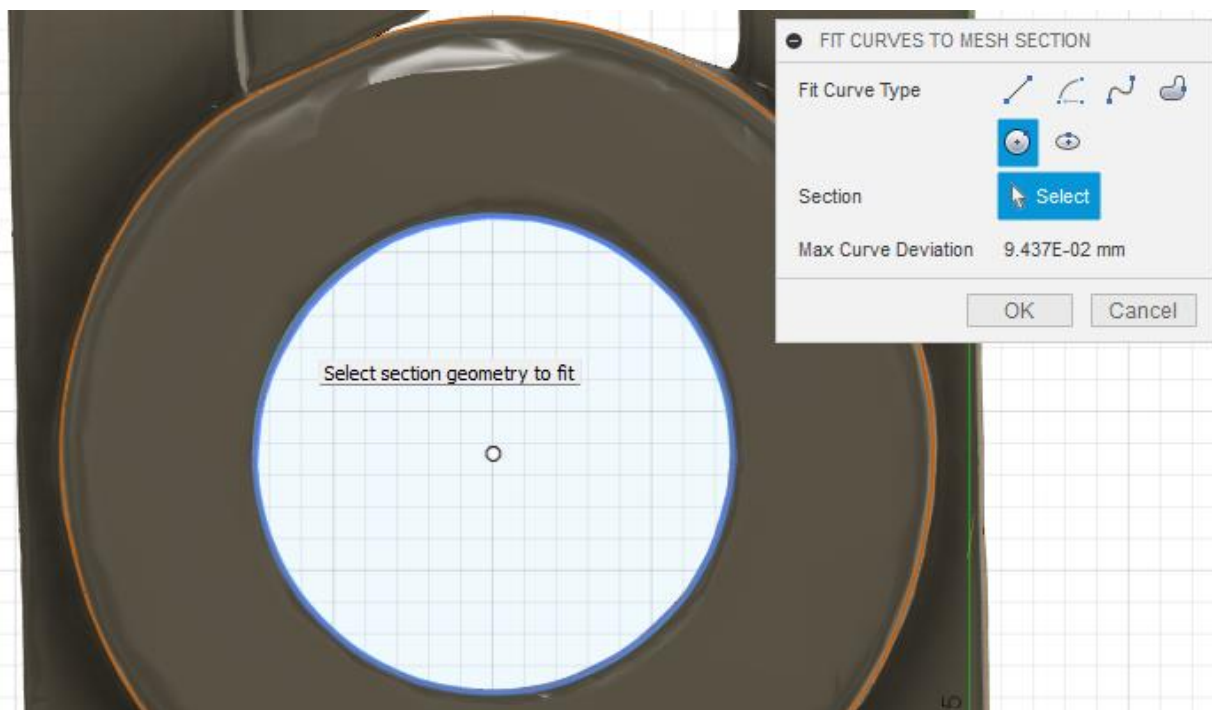 FIT CURVES TO MESH SECTION
Fit Curve Type
Section
Select
Max Curve Deviation
9.437E-02 mm
OK
Cancel
Select section geometry to fit
5